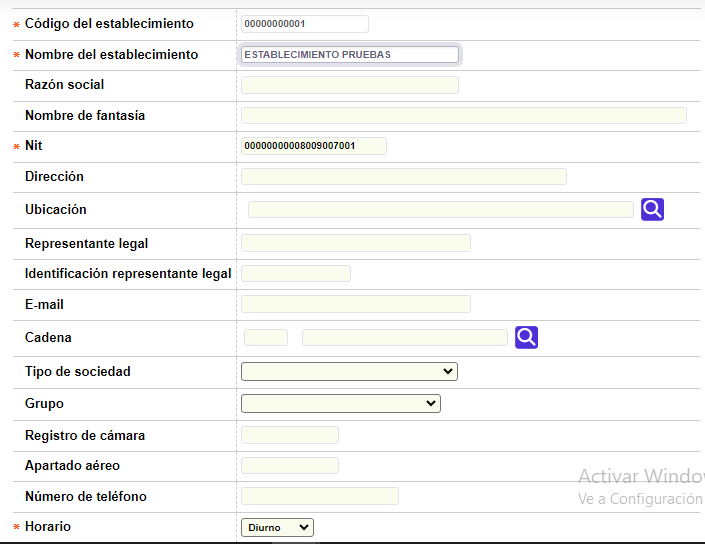 * Código del establecimiento 00000000001
* Nombre del establecimiento ESTABLECIMIENTO PRUEBAS
Razón social
Nombre de fantasía
* Nit 00000000008009007001
Dirección
Ubicación
Representante legal
Identificación representante legal
E-mail
Cadena
Tipo de sociedad
Grupo
Registro de cámara
Apartado aéreo
Número de teléfono
* Horario Diurno
Activar Window
Ve a Configuración